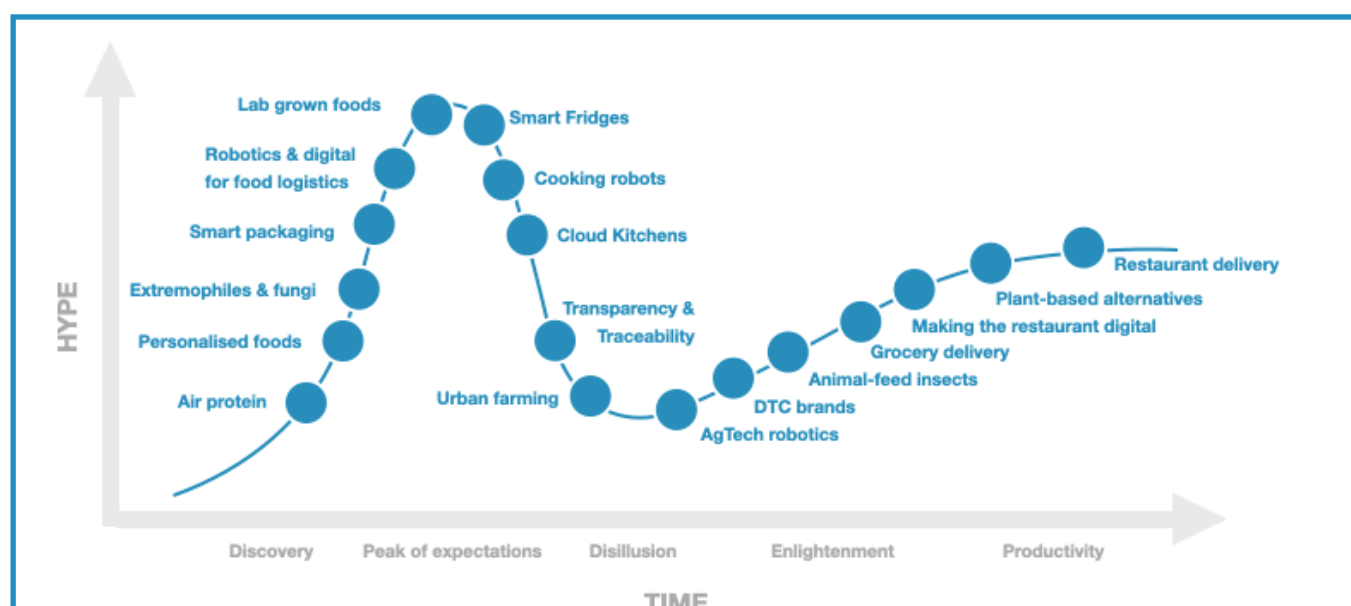 Lab grown foods
Smart Fridges
Robotics & digital
for food logistics
Cooking robots
Smart packaging
Cloud Kitchens
Extremophiles & fungi
Personalised foods
Transparency &
Traceability
Air protein
Urban farming
Restaurant delivery
Plant-based alternatives
Making the restaurant digital
Grocery delivery
Animal-feed insects
DTC brands
AgTech robotics
HYPE
Discovery
Peak of expectations
Disillusion
Enlightenment
Productivity
TIME